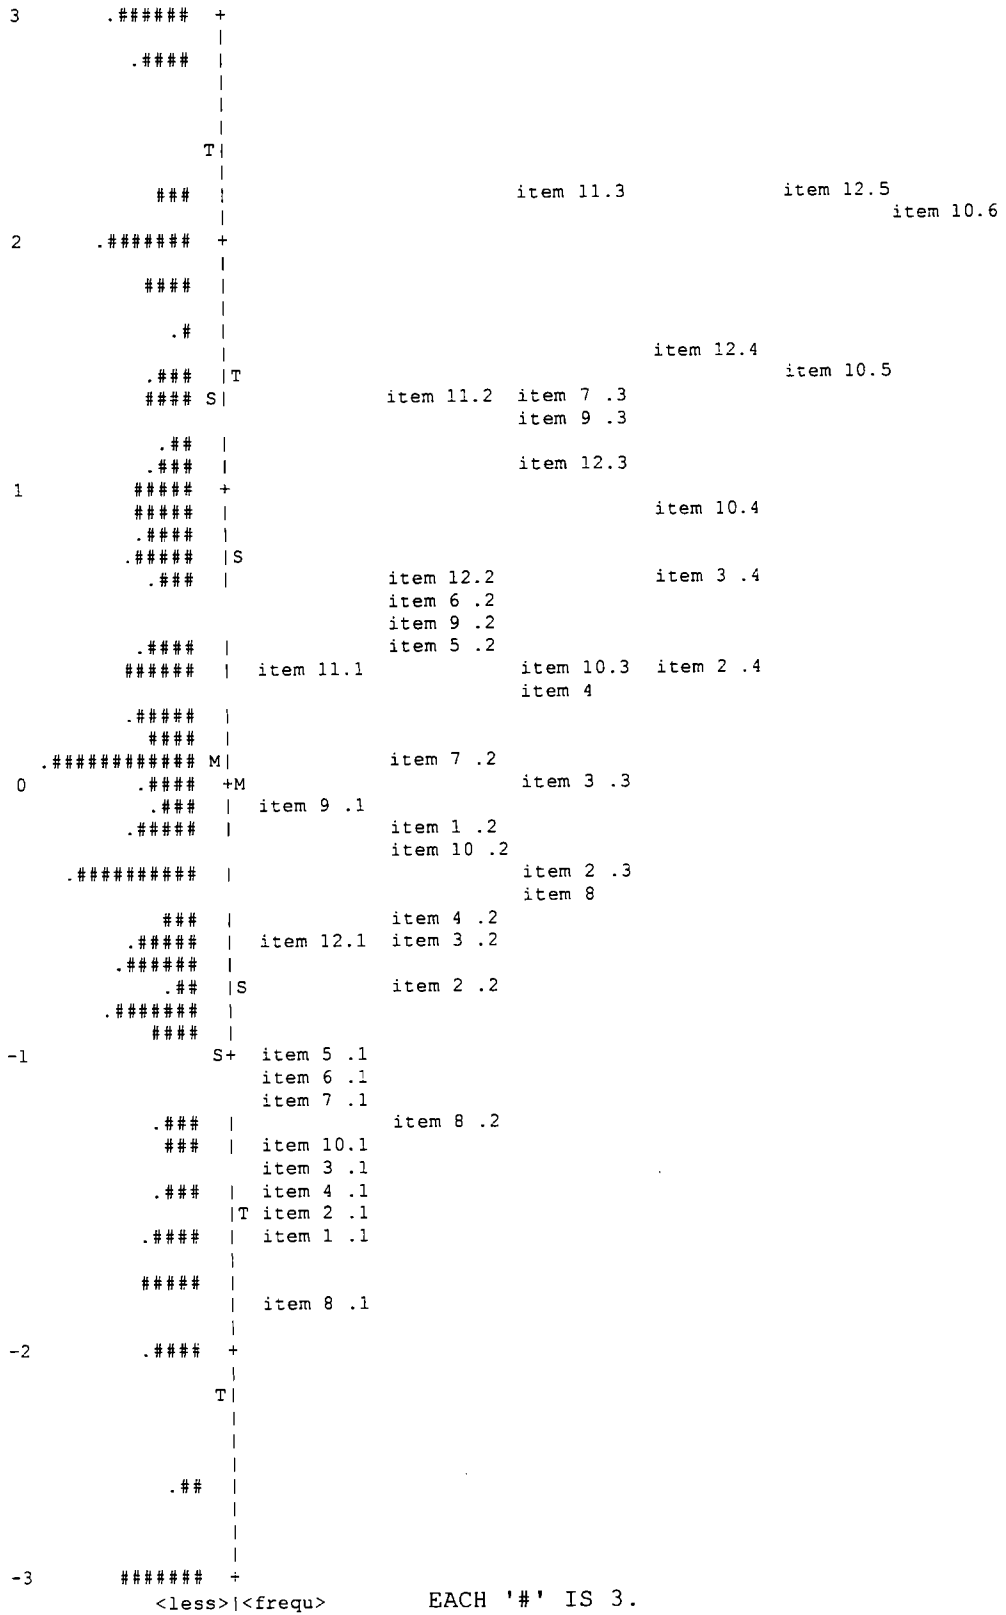 3 .###### +
|
.#### |
|
|
|
T|
|
### | item 11.3 item 12.5
| item 10.6
2 .####### +
|
#### |
|
.# |
| item 12.4
.### |T item 10.5
#### S| item 11.2 item 7 .3
item 9 .3
.## |
.### | item 12.3
1 ##### +
##### | item 10.4
.#### |
.##### |S
.### | item 12.2 item 3 .4
item 6 .2
item 9 .2
.#### | item 5 .2
###### | item 11.1 item 10.3 item 2 .4
item 4
.##### |
#### |
.############ M| item 7 .2
0 .#### +M item 3 .3
.### | item 9 .1
.##### | item 1 .2
item 10 .2
.########## | item 2 .3
item 8
### | item 4 .2
.##### | item 12.1 item 3 .2
.###### |
.## |S item 2 .2
.####### |
#### |
-1 S+ item 5 .1
item 6 .1
item 7 .1
.### | item 8 .2
### | item 10.1
item 3 .1
.### | item 4 .1
|T item 2 .1
.#### | item 1 .1
|
##### |
| item 8 .1
|
-2 .#### +
|
T|
|
|
|
.## |
|
|
|
-3 ####### +
<less>|<frequ> EACH '#' IS 3.